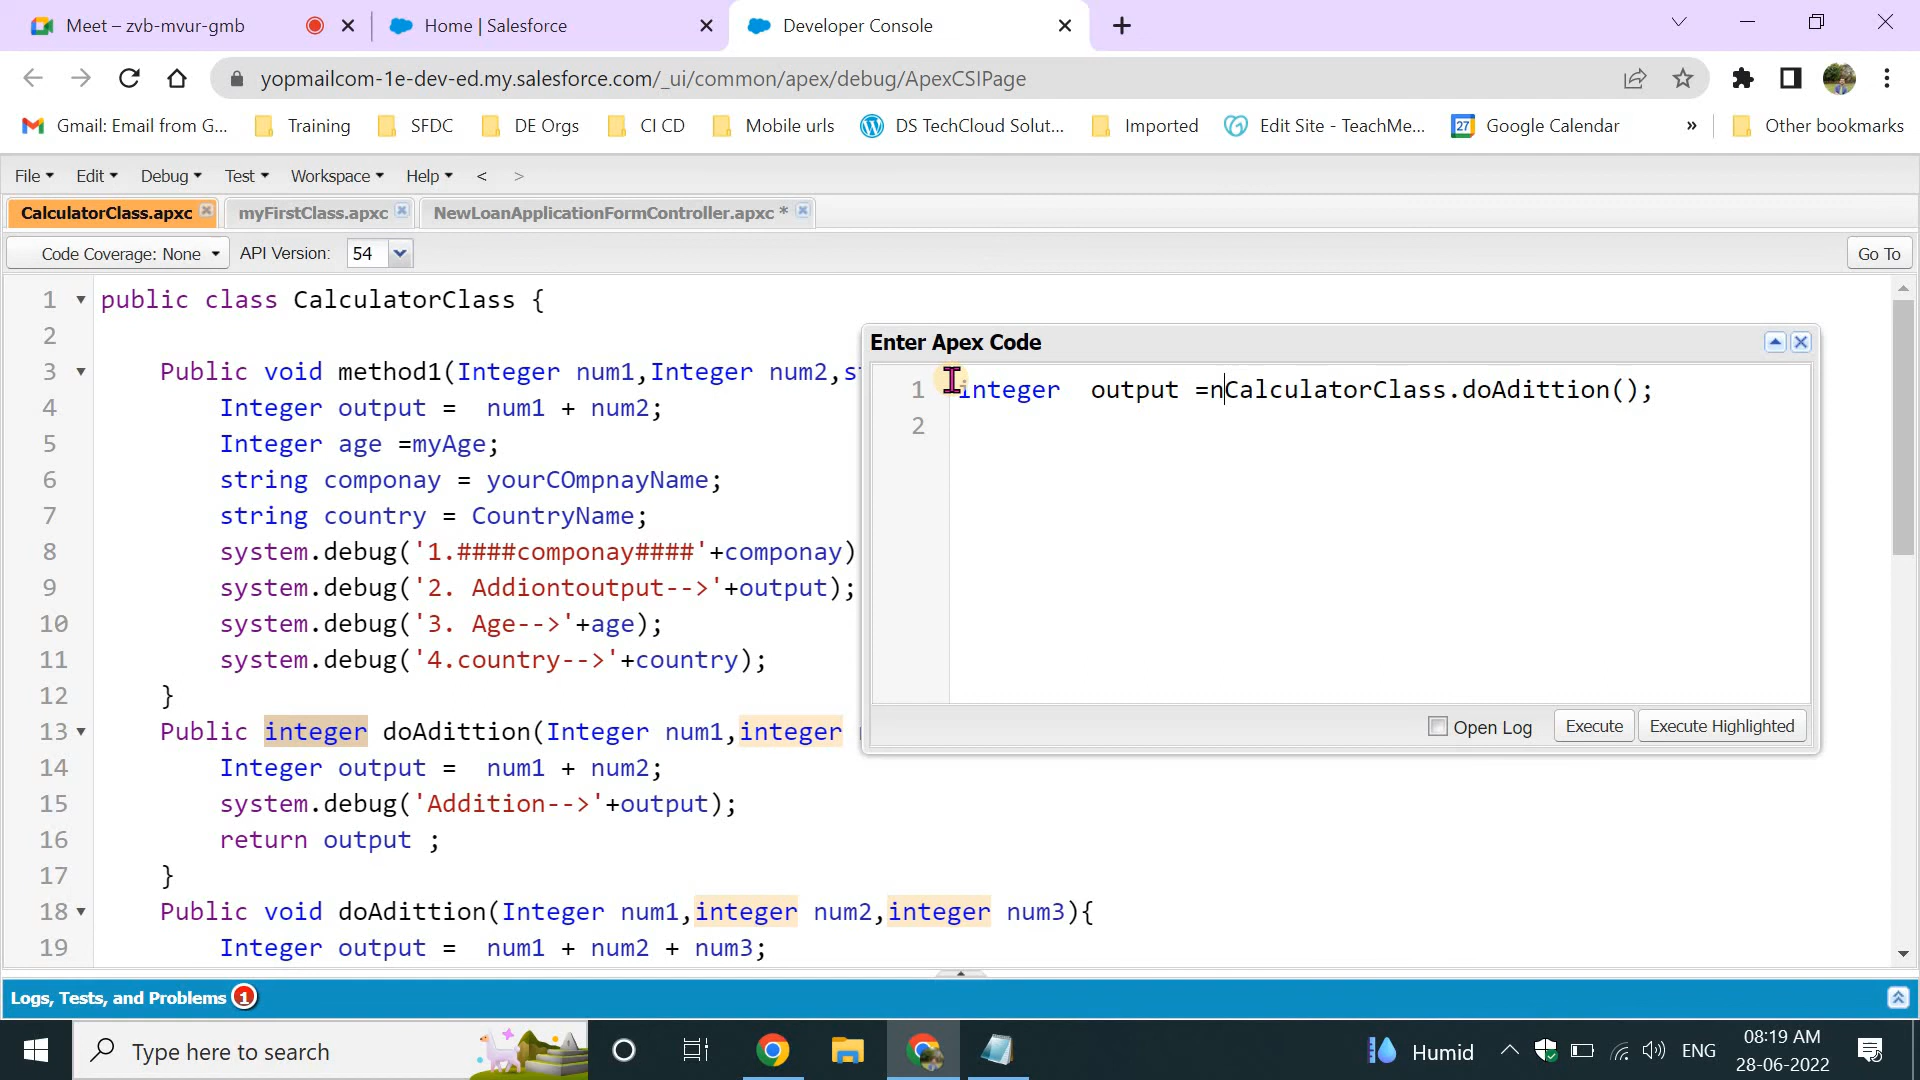 Meet – zvb-mvur-gmb
Home | Salesforce
Developer Console
yopmailcom-1e-dev-ed.my.salesforce.com/_ui/common/apex/debug/ApexCSIPage
Gmail: Email from G... Training SFDC DE Orgs CI CD Mobile urls DS TechCloud Solut... Imported Edit Site - TeachMe... 27 Google Calendar » Other bookmarks
File Edit Debug Test Workspace Help < >
CalculatorClass.apxc myFirstClass.apxc NewLoanApplicationFormController.apxc *
Code Coverage: None API Version: 54 Go To
1 public class CalculatorClass {
2
3 Public void method1(Integer num1,Integer num2,
4 Integer output =  num1 + num2;
5 Integer age =myAge;
6 string componay = yourCOmpnayName;
7 string country = CountryName;
8 system.debug('1.####componay####'+componay)
9 system.debug('2. Addiontoutput-->'+output);
10 system.debug('3. Age-->'+age);
11 system.debug('4.country-->'+country);
12 }
13 Public integer doAdittion(Integer num1,integer
14 Integer output =  num1 + num2;
15 system.debug('Addition-->'+output);
16 return output ;
17 }
18 Public void doAdittion(Integer num1,integer num2,integer num3){
19 Integer output =  num1 + num2 + num3;
Enter Apex Code
1 integer  output =nCalculatorClass.doAdittion();
2
Open Log Execute Execute Highlighted
Logs, Tests, and Problems 1
Type here to search
Humid
ENG
08:19 AM
28-06-2022